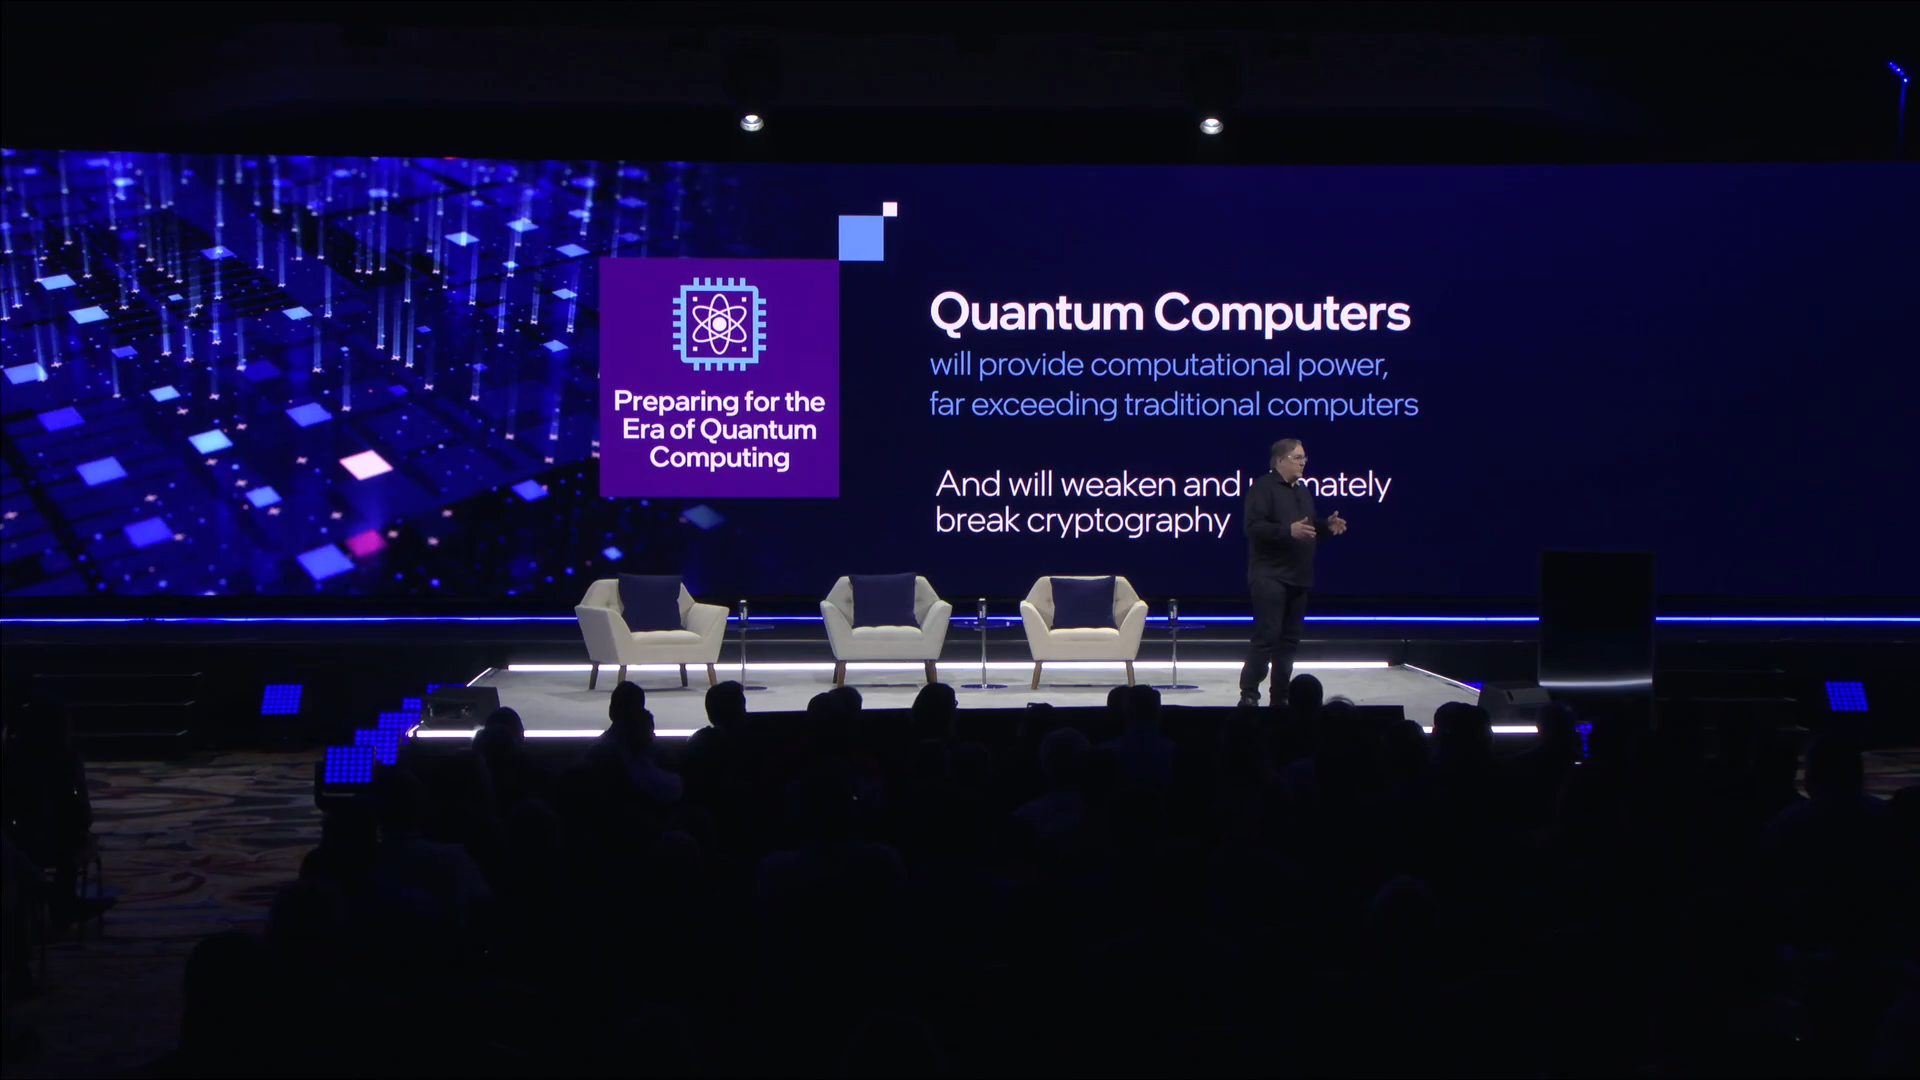 Preparing for the
Era of Quantum
Computing
Quantum Computers
will provide computational power,
far exceeding traditional computers
And will weaken and
break cryptography